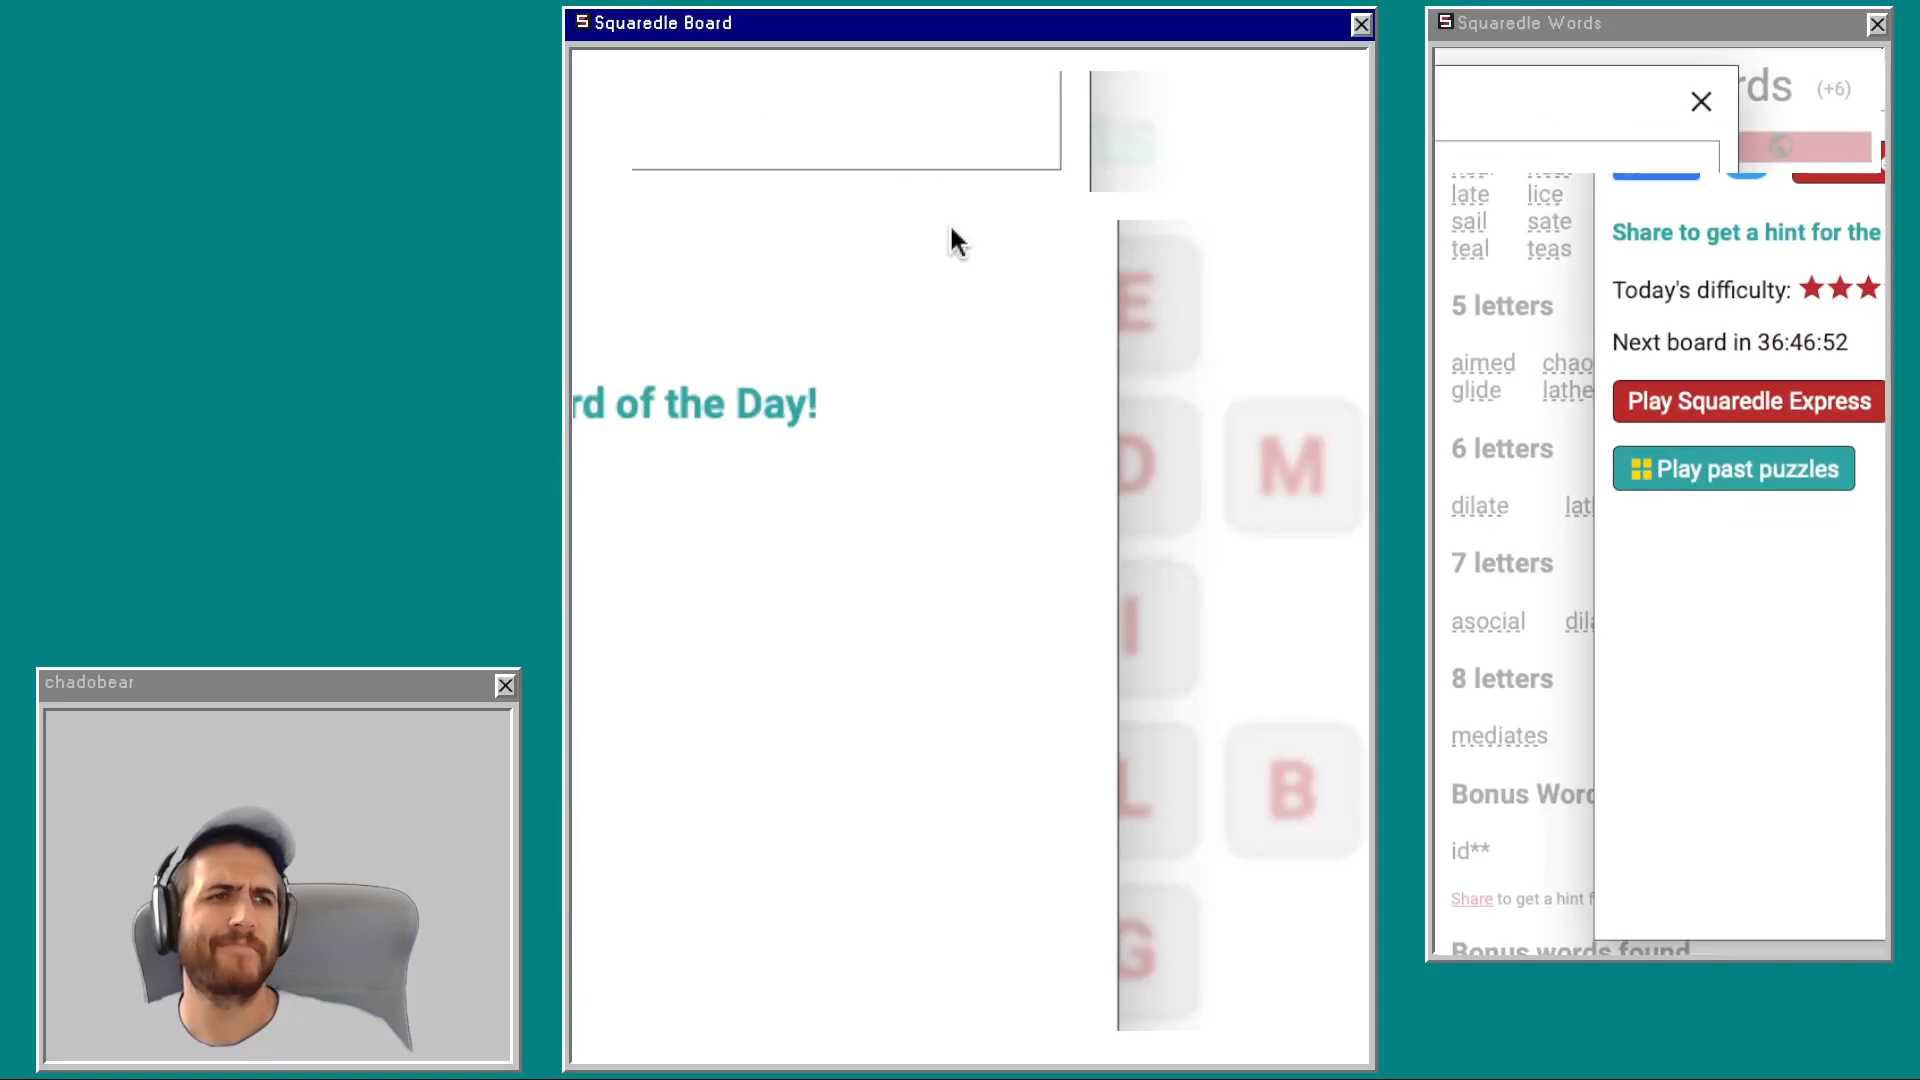 Squaredle Board
rd of the Day!
E
D M
I
L B
G
ts
Squaredle Words
rds (+6)
late lice
sail sate
teal teas
5 letters
aimed chao
glide lathe
6 letters
dilate lat
7 letters
asocial dila
8 letters
mediates
Bonus Word
id**
Share to get a hint f
Bonus words found
Share to get a hint for the
Today's difficulty:
Next board in 36:46:52
Play Squaredle Express
Play past puzzles
chadobear